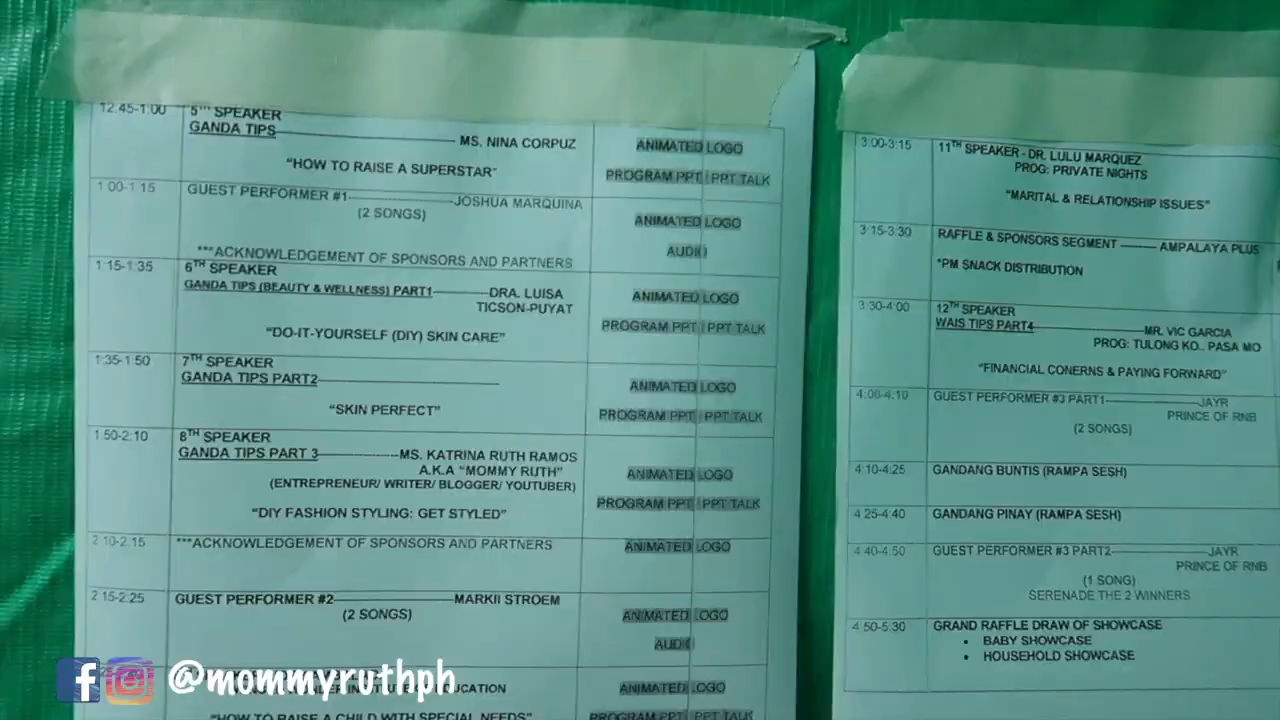 12:45-1:00
5TH SPEAKER
GANDA TIPS MS. NINA CORPUZ
"HOW TO RAISE A SUPERSTAR"
ANIMATED LOGO
PROGRAM PPT | PPT TALK
1:00-1:15
GUEST PERFORMER #1 JOSHUA MARQUINA
(2 SONGS)
***ACKNOWLEDGEMENT OF SPONSORS AND PARTNERS
ANIMATED LOGO
AUDIO
1:15-1:35
6TH SPEAKER
GANDA TIPS (BEAUTY & WELLNESS) PART1 DRA. LUISA
TICSON-PUYAT
"DO-IT-YOURSELF (DIY) SKIN CARE"
ANIMATED LOGO
PROGRAM PPT | PPT TALK
1:35-1:50
7TH SPEAKER
GANDA TIPS PART2
"SKIN PERFECT"
ANIMATED LOGO
PROGRAM PPT | PPT TALK
1:50-2:10
8TH SPEAKER
GANDA TIPS PART 3 MS. KATRINA RUTH RAMOS
A.K.A "MOMMY RUTH"
(ENTREPRENEUR/ WRITER/ BLOGGER/ YOUTUBER)
"DIY FASHION STYLING: GET STYLED"
ANIMATED LOGO
PROGRAM PPT | PPT TALK
2:10-2:15
***ACKNOWLEDGEMENT OF SPONSORS AND PARTNERS
ANIMATED LOGO
2:15-2:25
GUEST PERFORMER #2 MARKII STROEM
(2 SONGS)
ANIMATED LOGO
AUDIO
EDUCATION
"HOW TO RAISE A CHILD WITH SPECIAL NEEDS"
ANIMATED LOGO
PROGRAM PPT | PPT TALK
3:00-3:15
11TH SPEAKER - DR. LULU MARQUEZ
PROG: PRIVATE NIGHTS
"MARITAL & RELATIONSHIP ISSUES"
3:15-3:30
RAFFLE & SPONSORS SEGMENT AMPALAYA PLUS
*PM SNACK DISTRIBUTION
3:30-4:00
12TH SPEAKER
WAIS TIPS PART4 MR. VIC GARCIA
PROG: TULONG KO.. PASA MO
"FINANCIAL CONERNS & PAYING FORWARD"
4:00-4:10
GUEST PERFORMER #3 PART1 JAYR
PRINCE OF RNB
(2 SONGS)
4:10-4:25
GANDANG BUNTIS (RAMPA SESH)
4:25-4:40
GANDANG PINAY (RAMPA SESH)
4:40-4:50
GUEST PERFORMER #3 PART2 JAYR
PRINCE OF RNB
(1 SONG)
SERENADE THE 2 WINNERS
4:50-5:30
GRAND RAFFLE DRAW OF SHOWCASE
• BABY SHOWCASE
• HOUSEHOLD SHOWCASE
@mommyruthph